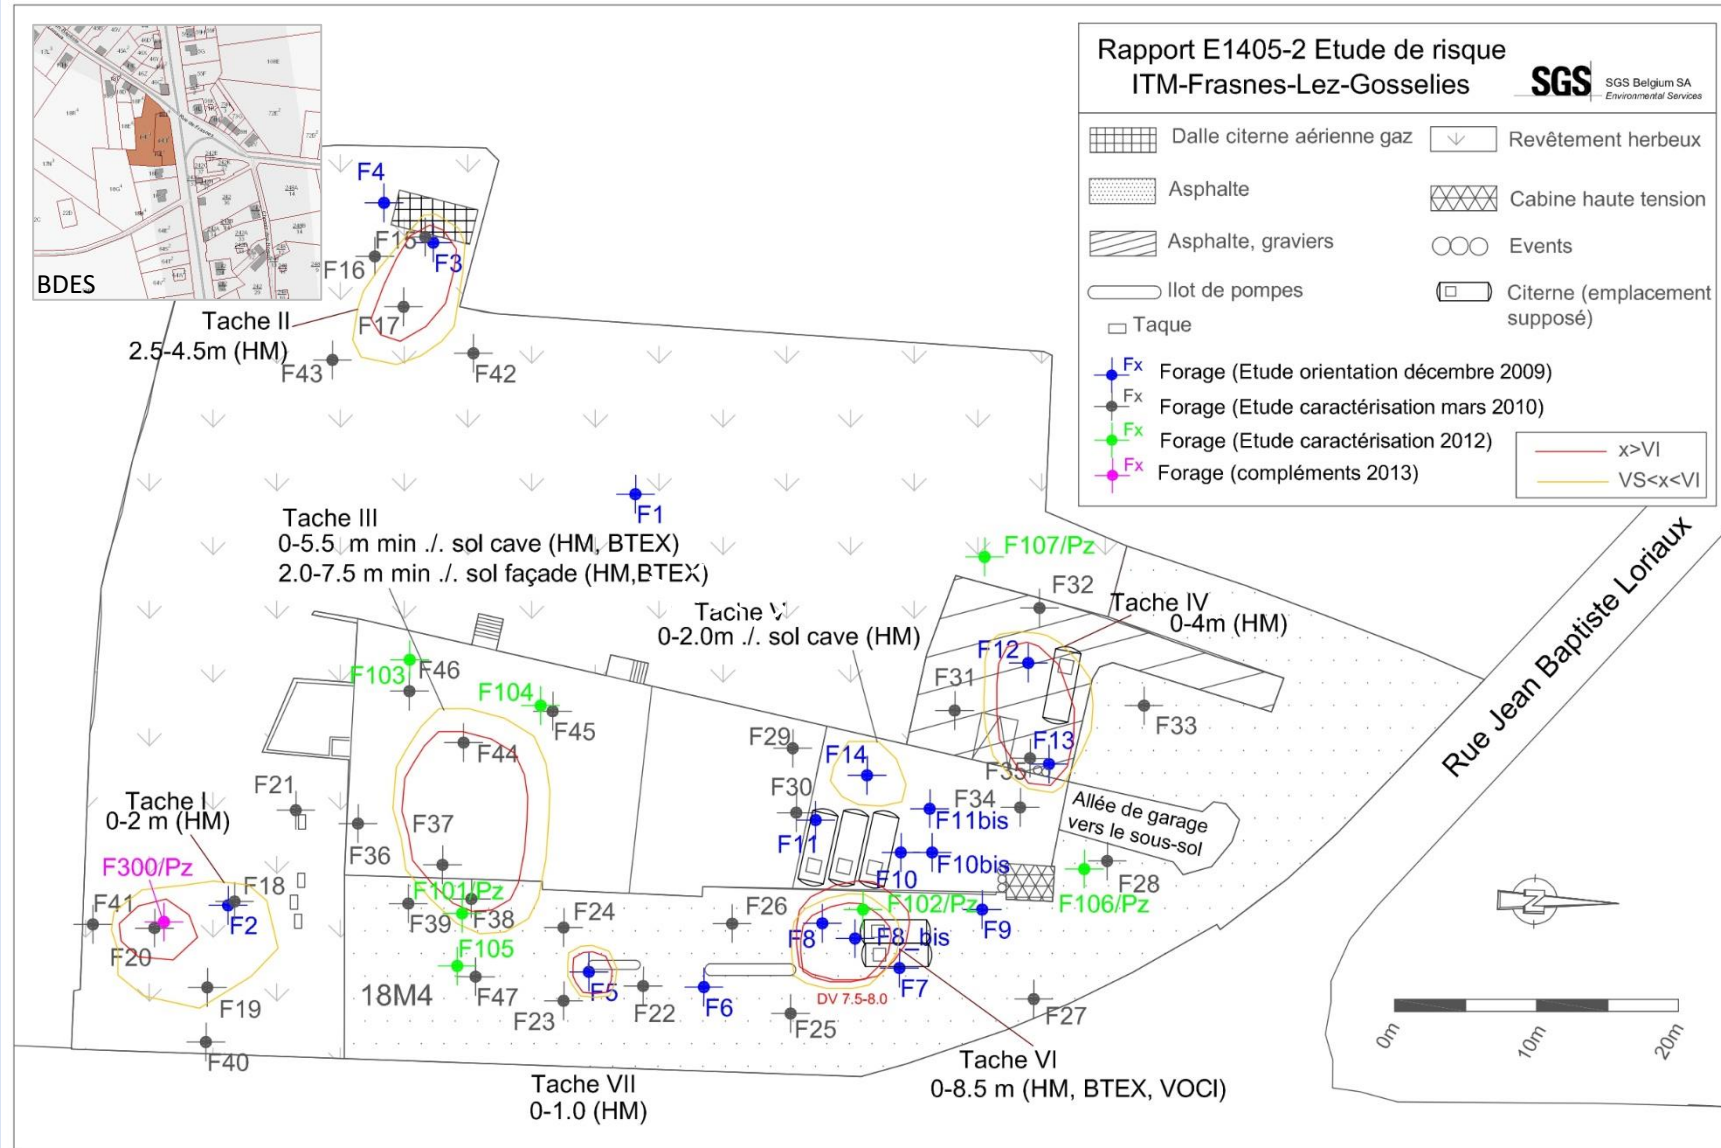 BDES
Rapport E1405-2 Etude de risque
ITM-Frasnes-Lez-Gosselies
SGS
SGS Belgium SA
Environmental Services
Dalle citerne aérienne gaz
Revêtement herbeux
Asphalte
Cabine haute tension
Asphalte, graviers
Events
Ilot de pompes
Citerne (emplacement
supposé)
Taque
Fx Forage (Etude orientation décembre 2009)
Fx Forage (Etude caractérisation mars 2010)
Fx Forage (Etude caractérisation 2012)
Fx Forage (compléments 2013)
x>VI
VS<x<VI
F4
F15
F16
F3
F17
Tache II
2.5-4.5m (HM)
F43
F42
F1
Tache III
0-5.5 m min ./. sol cave (HM, BTEX)
2.0-7.5 m min ./. sol façade (HM,BTEX)
F107/Pz
F32
Tache V
0-2.0m ./. sol cave (HM)
Tache IV
0-4m (HM)
Rue Jean Baptiste Loriaux
F12
F31
F33
F13
F35
F34
F103
F46
F104
F45
F44
F29
F14
F30
F11
F11bis
F10bis
F10
Allée de garage
vers le sous-sol
F21
Tache I
0-2 m (HM)
F36
F37
F300/Pz
F18
F41
F2
F20
F19
F40
F101/Pz
F39
F38
F24
F26
F102/Pz
F8
F8_bis
F9
F28
F106/Pz
F105
F47
18M4
F5
F23
F22
F6
F7
DV 7.5-8.0
F25
F27
N
0m
10m
20m
Tache VII
0-1.0 (HM)
Tache VI
0-8.5 m (HM, BTEX, VOCI)